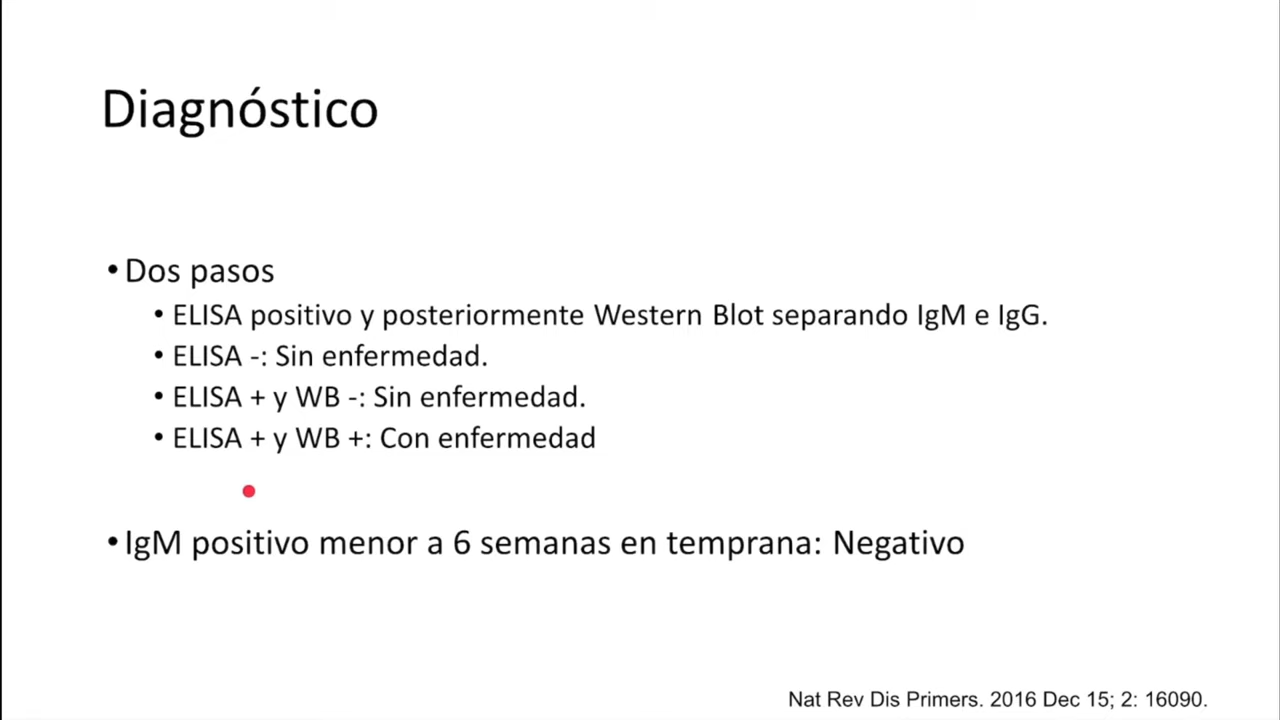 Diagnóstico
• Dos pasos
• ELISA positivo y posteriormente Western Blot separando IgM e IgG.
• ELISA -: Sin enfermedad.
• ELISA + y WB -: Sin enfermedad.
• ELISA + y WB +: Con enfermedad
• IgM positivo menor a 6 semanas en temprana: Negativo
Nat Rev Dis Primers. 2016 Dec 15; 2: 16090.